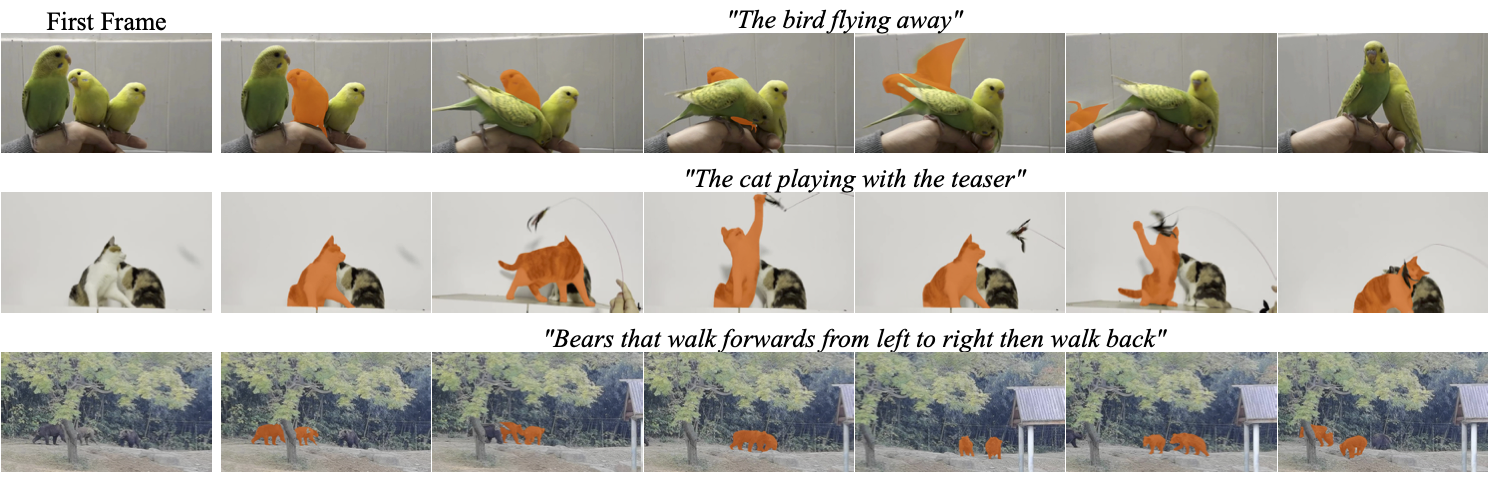 First Frame
"The bird flying away"
"The cat playing with the teaser"
"Bears that walk forwards from left to right then walk back"